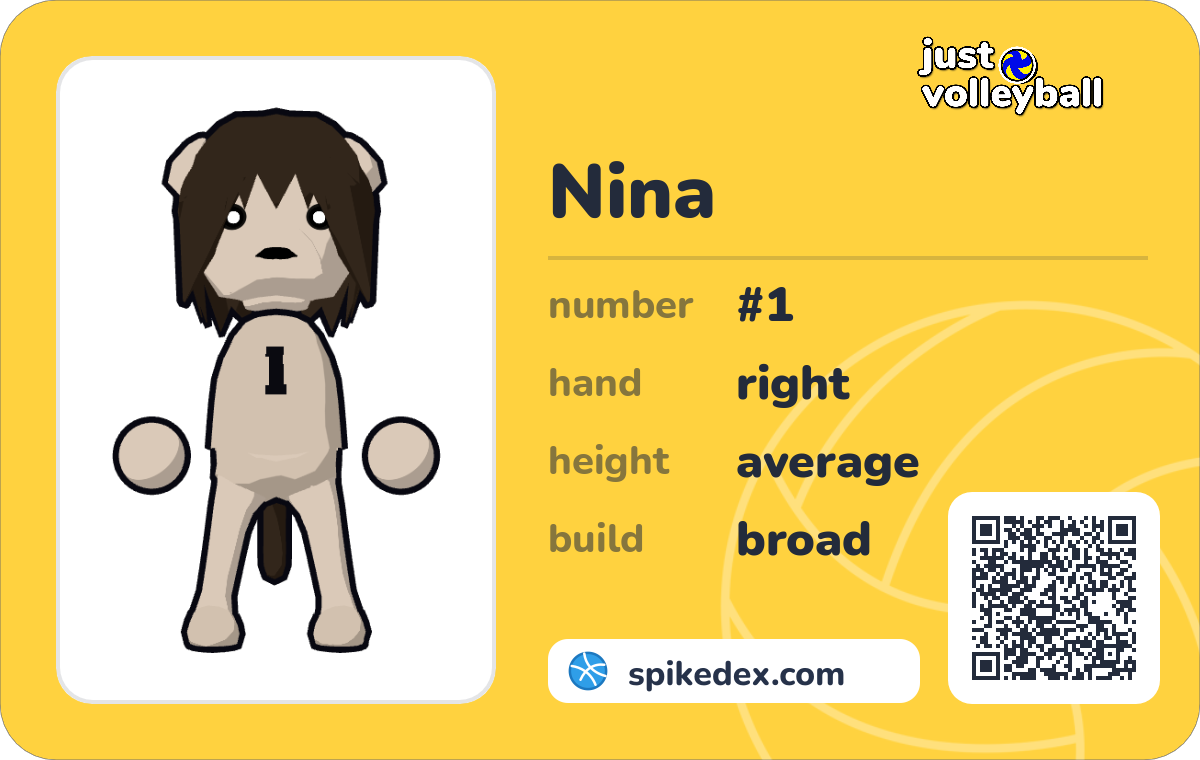 just
volleyball
Nina
number #1
hand right
height average
build broad
1
spikedex.com